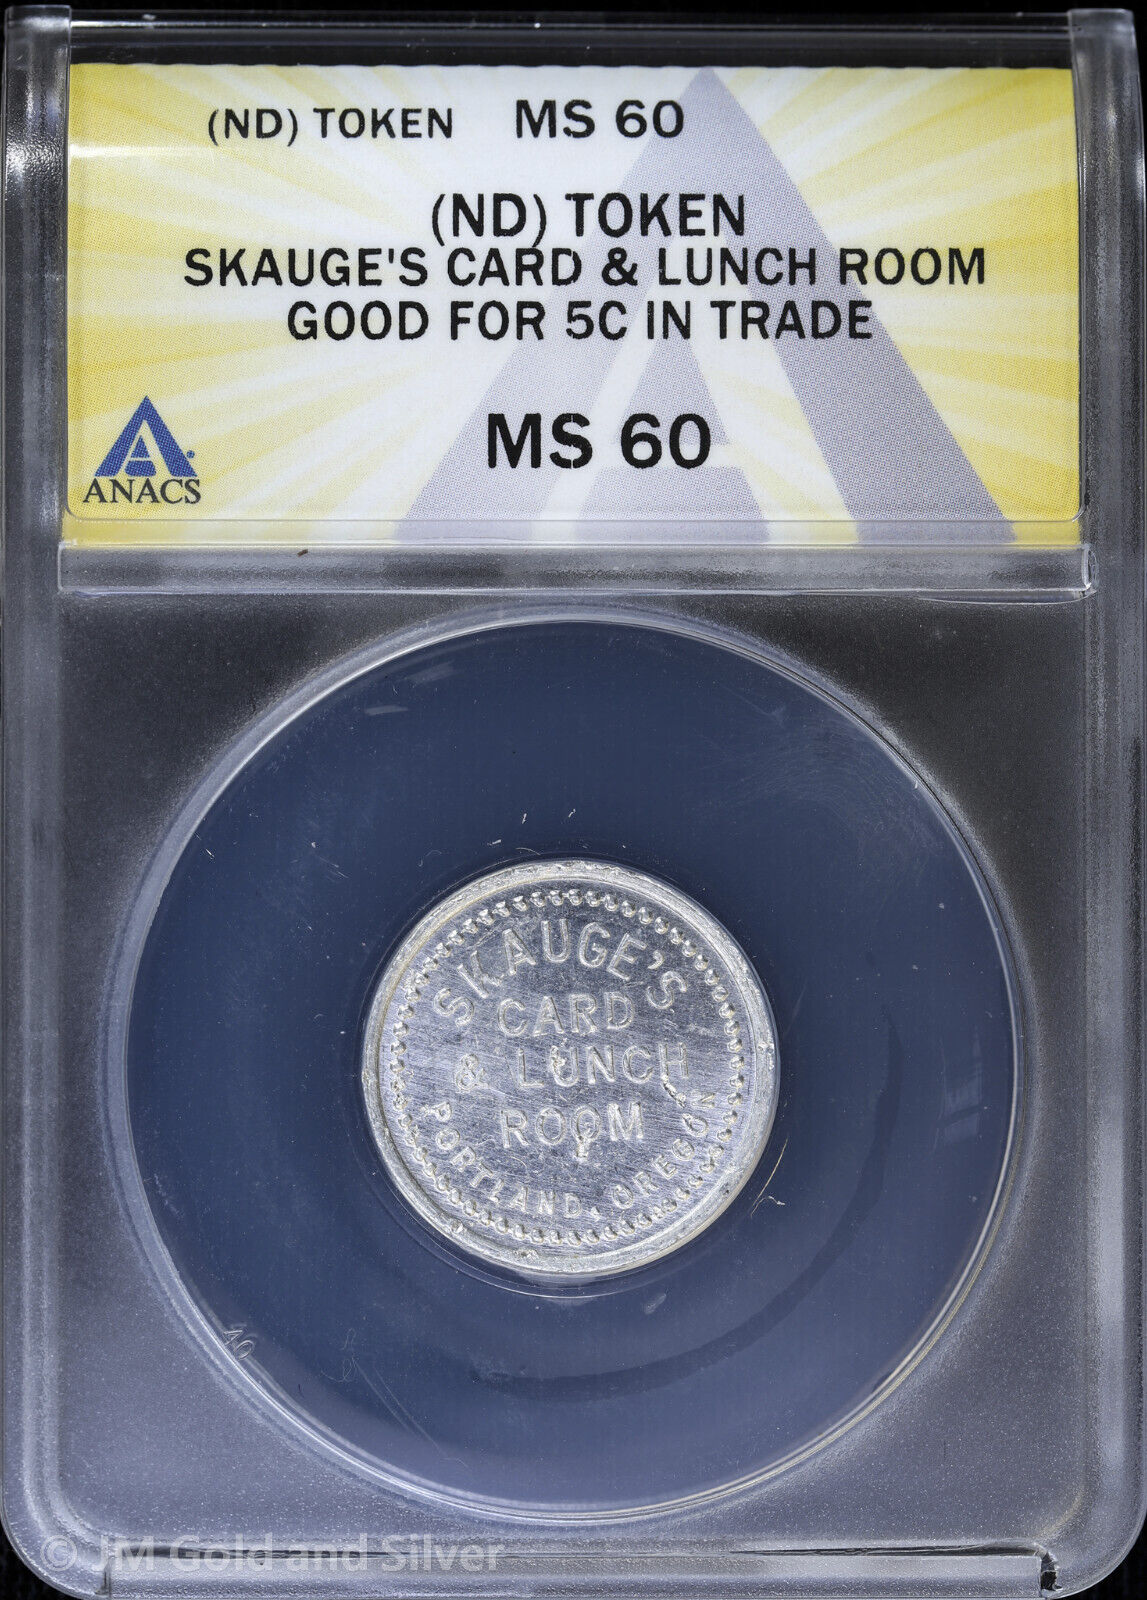 (ND) TOKEN MS 60
(ND) TOKEN
SKAUGE'S CARD & LUNCH ROOM
GOOD FOR 5C IN TRADE
MS 60
ANACS
SKAUGE'S
CARD
& LUNCH
ROOM
PORTLAND, OREGON
40
© JM Gold and Silver